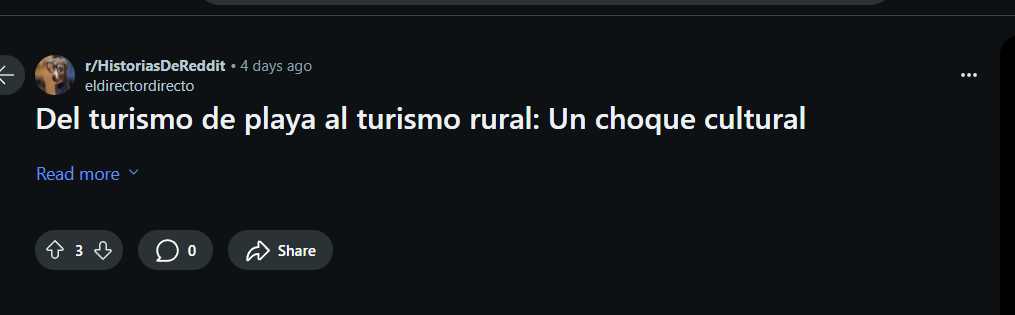 r/HistoriasDeReddit • 4 days ago
eldirectordirecto
Del turismo de playa al turismo rural: Un choque cultural
Read more
3
0
Share